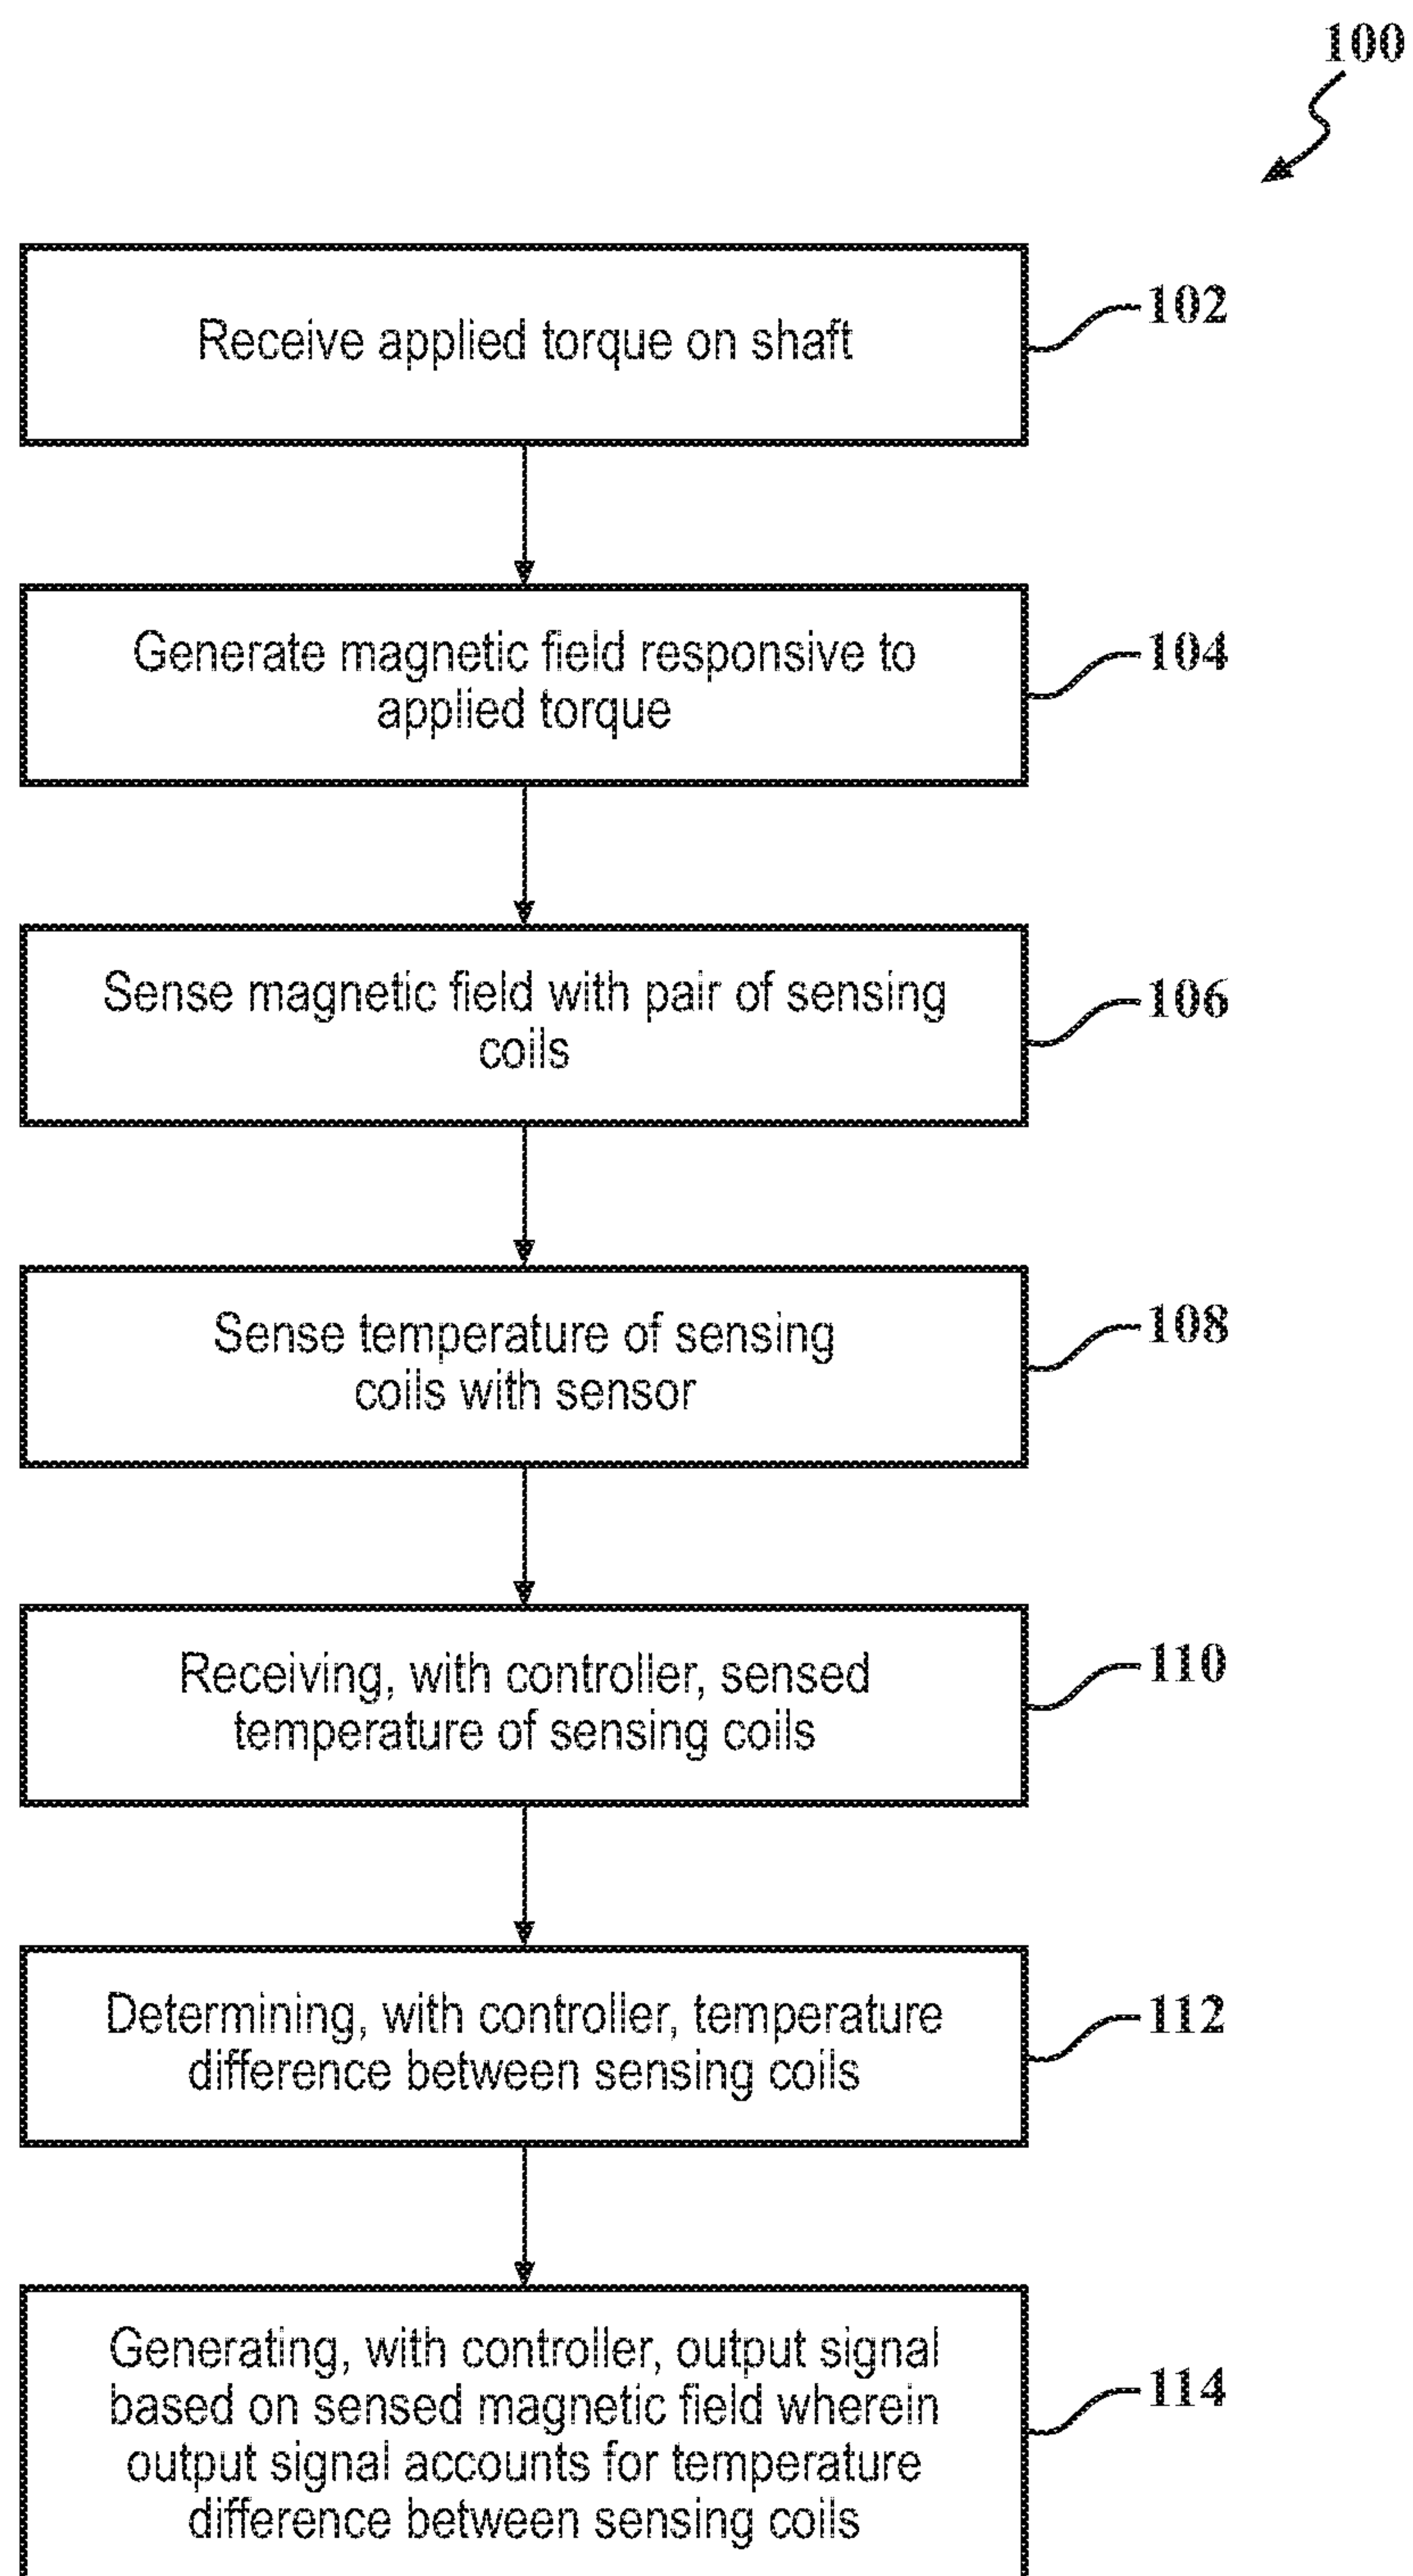 100
Receive applied torque on shaft
102
Generate magnetic field responsive to
applied torque
104
Sense magnetic field with pair of sensing
coils
106
Sense temperature of sensing
coils with sensor
108
Receiving, with controller, sensed
temperature of sensing coils
110
Determining, with controller, temperature
difference between sensing coils
112
Generating, with controller, output signal
based on sensed magnetic field wherein
output signal accounts for temperature
difference between sensing coils
114